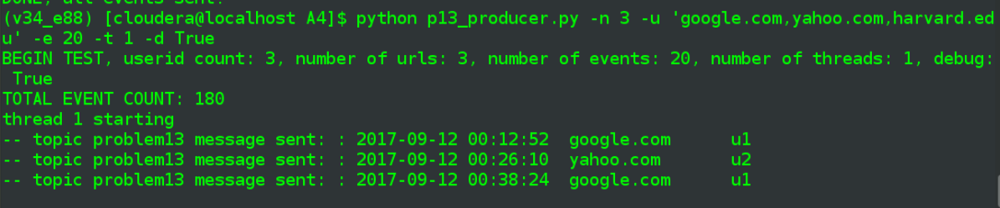 DONE, all events sent!
(v34_e88) [cloudera@localhost A4]$ python p13_producer.py -n 3 -u 'google.com,yahoo.com,harvard.ed
u' -e 20 -t 1 -d True
BEGIN TEST, userid count: 3, number of urls: 3, number of events: 20, number of threads: 1, debug:
 True
TOTAL EVENT COUNT: 180
thread 1 starting
-- topic problem13 message sent: : 2017-09-12 00:12:52  google.com      u1
-- topic problem13 message sent: : 2017-09-12 00:26:10  yahoo.com       u2
-- topic problem13 message sent: : 2017-09-12 00:38:24  google.com      u1